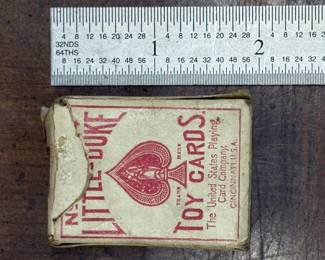 4 8 12 16 20 24 28 4 8 12 16 20 24 28 4 8 12 16
32NDS
1 2
64THS
8 16 24 32 40 48 56 8 16 24 32 40 48 56 8 16 24 32
No
LITTLE-DUKE
TRADE MARK
TOY CARDS.
The United States Playing
Card Company,
CINCINNATI, U.S.A.